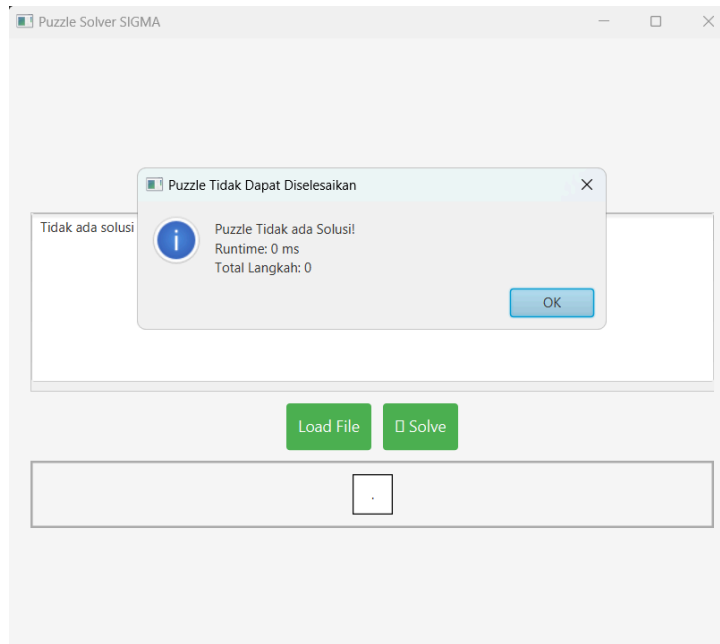 Puzzle Solver SIGMA
Puzzle Tidak Dapat Diselesaikan
Tidak ada solusi
Puzzle Tidak ada Solusi!
Runtime: 0 ms
Total Langkah: 0
OK
Load File
▯ Solve
.